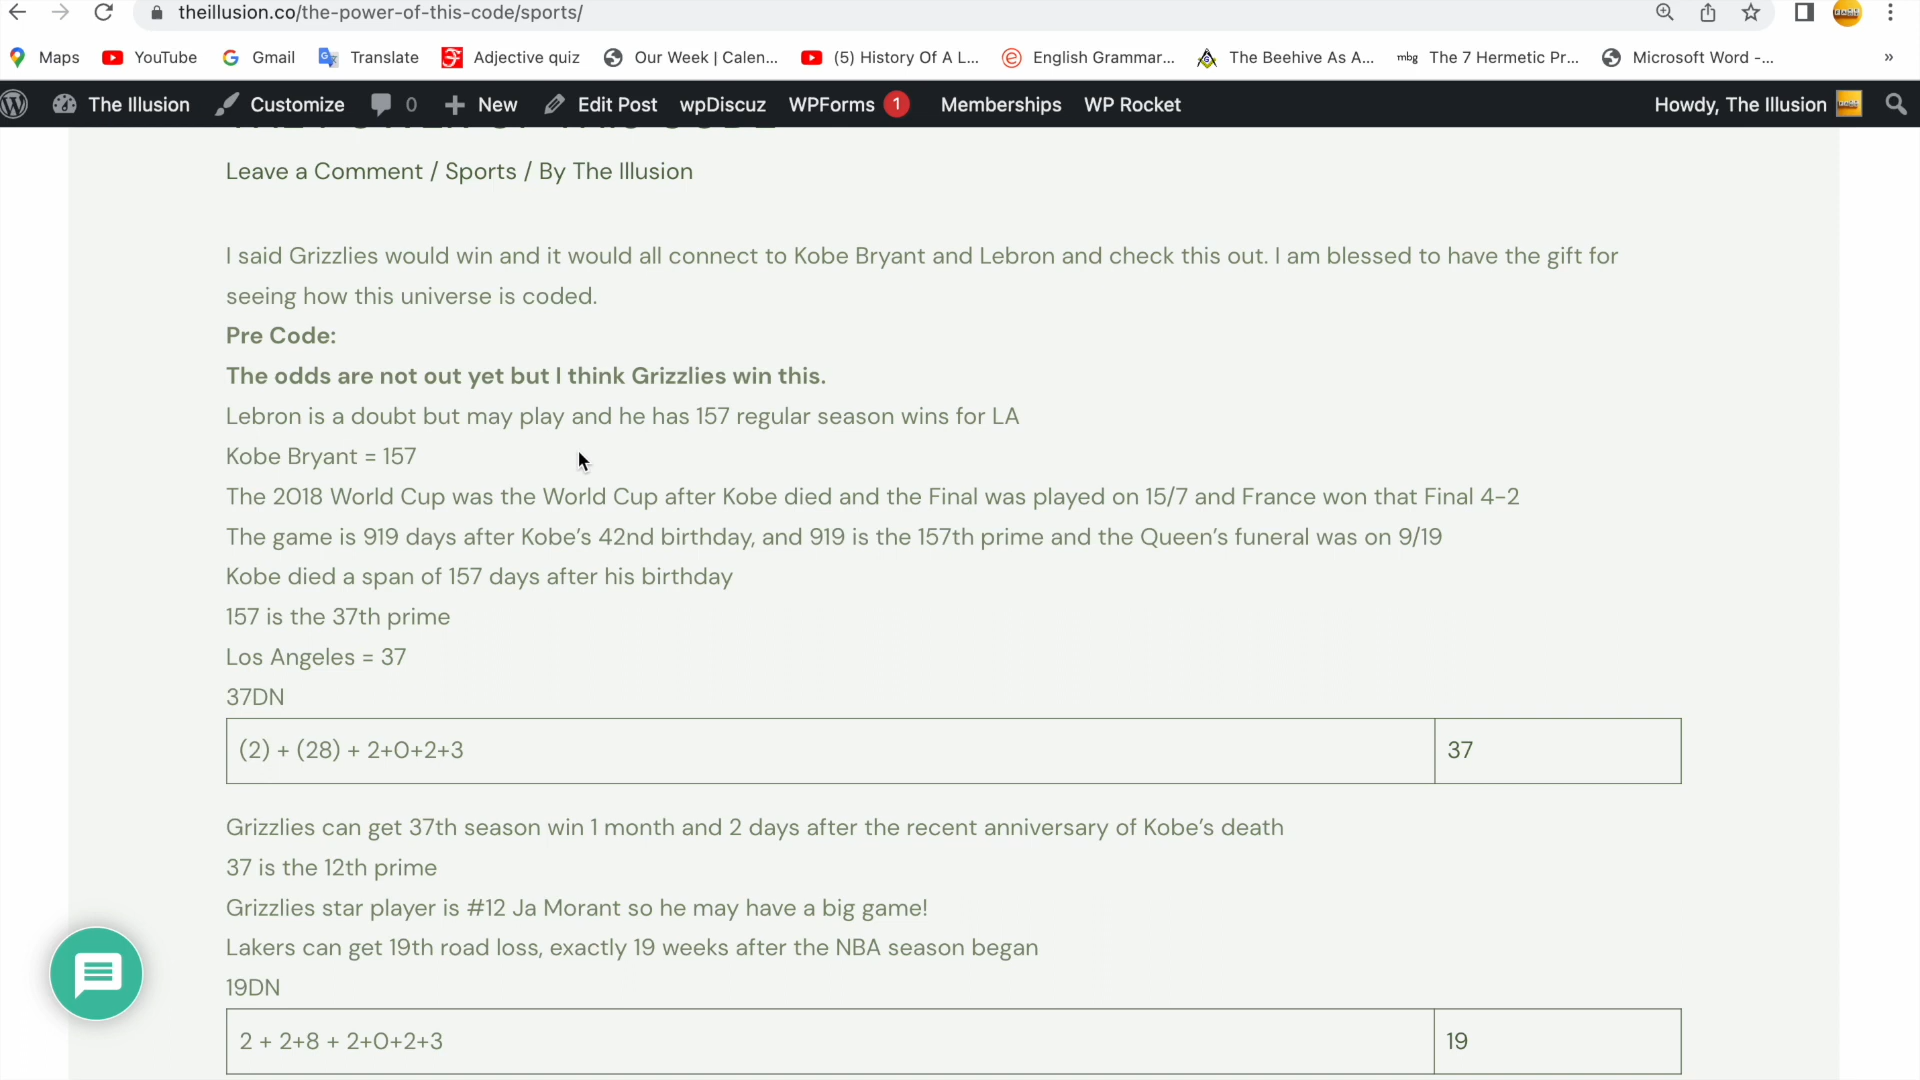 theillusion.co/the-power-of-this-code/sports/
Maps YouTube Gmail Translate Adjective quiz Our Week | Calen... (5) History Of A L... English Grammar... The Beehive As A... mbg The 7 Hermetic Pr... Microsoft Word -... »
The Illusion Customize 0 New Edit Post wpDiscuz WPForms 1 Memberships WP Rocket Howdy, The Illusion
Leave a Comment / Sports / By The Illusion
I said Grizzlies would win and it would all connect to Kobe Bryant and Lebron and check this out. I am blessed to have the gift for
seeing how this universe is coded.
Pre Code:
The odds are not out yet but I think Grizzlies win this.
Lebron is a doubt but may play and he has 157 regular season wins for LA
Kobe Bryant = 157
The 2018 World Cup was the World Cup after Kobe died and the Final was played on 15/7 and France won that Final 4-2
The game is 919 days after Kobe's 42nd birthday, and 919 is the 157th prime and the Queen's funeral was on 9/19
Kobe died a span of 157 days after his birthday
157 is the 37th prime
Los Angeles = 37
37DN
(2) + (28) + 2+0+2+3 37
Grizzlies can get 37th season win 1 month and 2 days after the recent anniversary of Kobe's death
37 is the 12th prime
Grizzlies star player is #12 Ja Morant so he may have a big game!
Lakers can get 19th road loss, exactly 19 weeks after the NBA season began
19DN
2 + 2+8 + 2+0+2+3 19